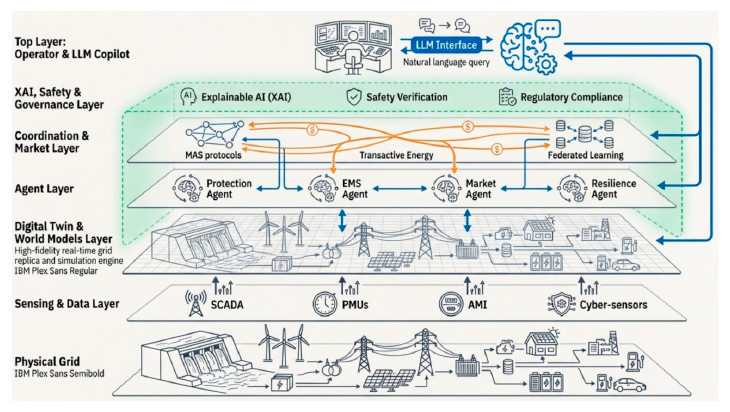 Top Layer:
Operator & LLM Copilot
LLM Interface
Natural language query
XAI, Safety &
Governance Layer
AI
Explainable AI (XAI)
Safety Verification
Regulatory Compliance
Coordination &
Market Layer
$
$
$
MAS protocols
Transactive Energy
Federated Learning
Agent Layer
Protection
Agent
EMS
Agent
Market
Agent
Resilience
Agent
Digital Twin &
World Models Layer
High-fidelity real-time grid
replica and simulation engine
IBM Plex Sans Regular
Sensing & Data Layer
SCADA
PMUs
AMI
Cyber-sensors
Physical Grid
IBM Plex Sans Semibold